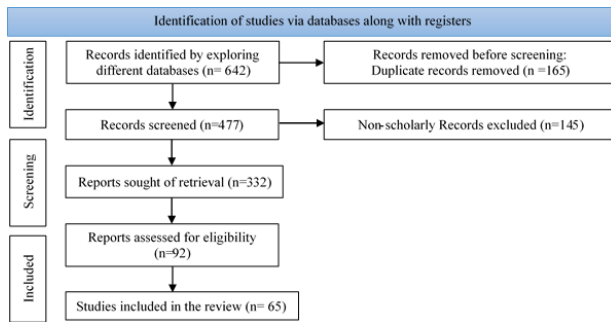 Identification of studies via databases along with registers
Identification
Records identified by exploring
different databases (n= 642)
Records removed before screening:
Duplicate records removed (n =165)
Records screened (n=477)
Non-scholarly Records excluded (n=145)
Screening
Reports sought of retrieval (n=332)
Reports assessed for eligibility
(n=92)
Included
Studies included in the review (n= 65)